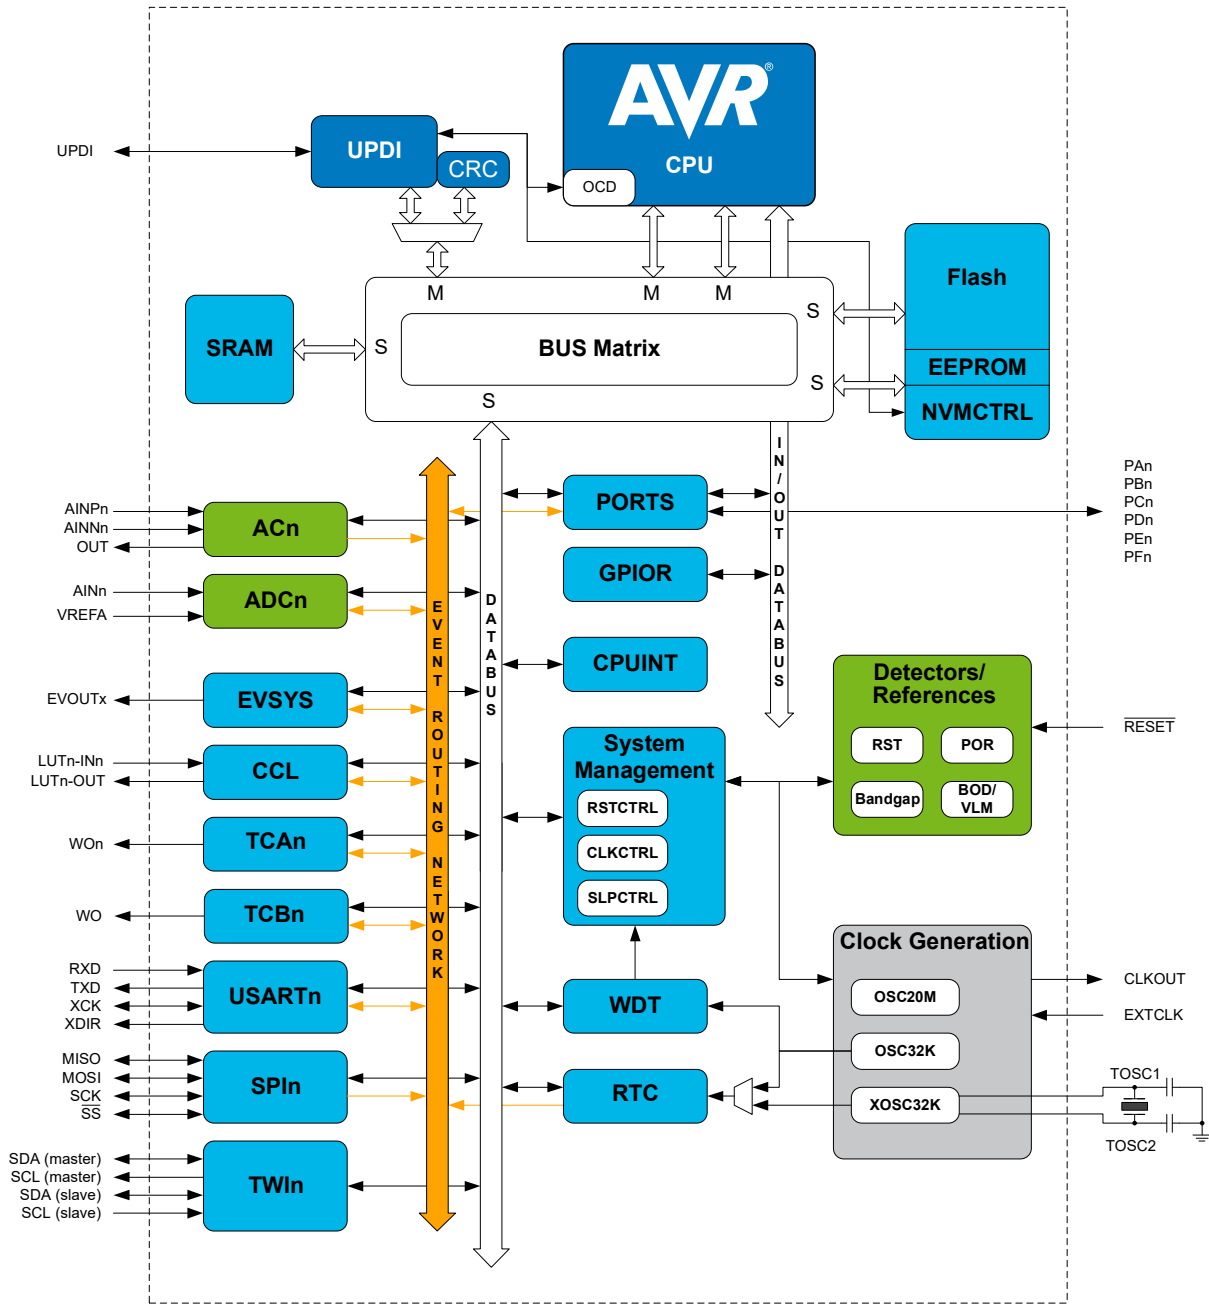 AVR®
CPU
OCD
UPDI
UPDI
CRC
M
M
M
S
S
S
S
BUS Matrix
SRAM
Flash
EEPROM
NVMCTRL
IN/OUT DATABUS
DATABUS
EVENT ROUTING NETWORK
AINPn
AINNn
OUT
ACn
AINn
VREFA
ADCn
EVOUTx
EVSYS
LUTn-INn
LUTn-OUT
CCL
WOn
TCAn
WO
TCBn
RXD
TXD
XCK
XDIR
USARTn
MISO
MOSI
SCK
SS
SPIn
SDA (master)
SCL (master)
SDA (slave)
SCL (slave)
TWIn
PORTS
GPIOR
CPUINT
System
Management
RSTCTRL
CLKCTRL
SLPCTRL
WDT
RTC
PAn
PBn
PCn
PDn
PEn
PFn
Detectors/
References
RST
POR
Bandgap
BOD/
VLM
RESET
Clock Generation
OSC20M
OSC32K
XOSC32K
CLKOUT
EXTCLK
TOSC1
TOSC2